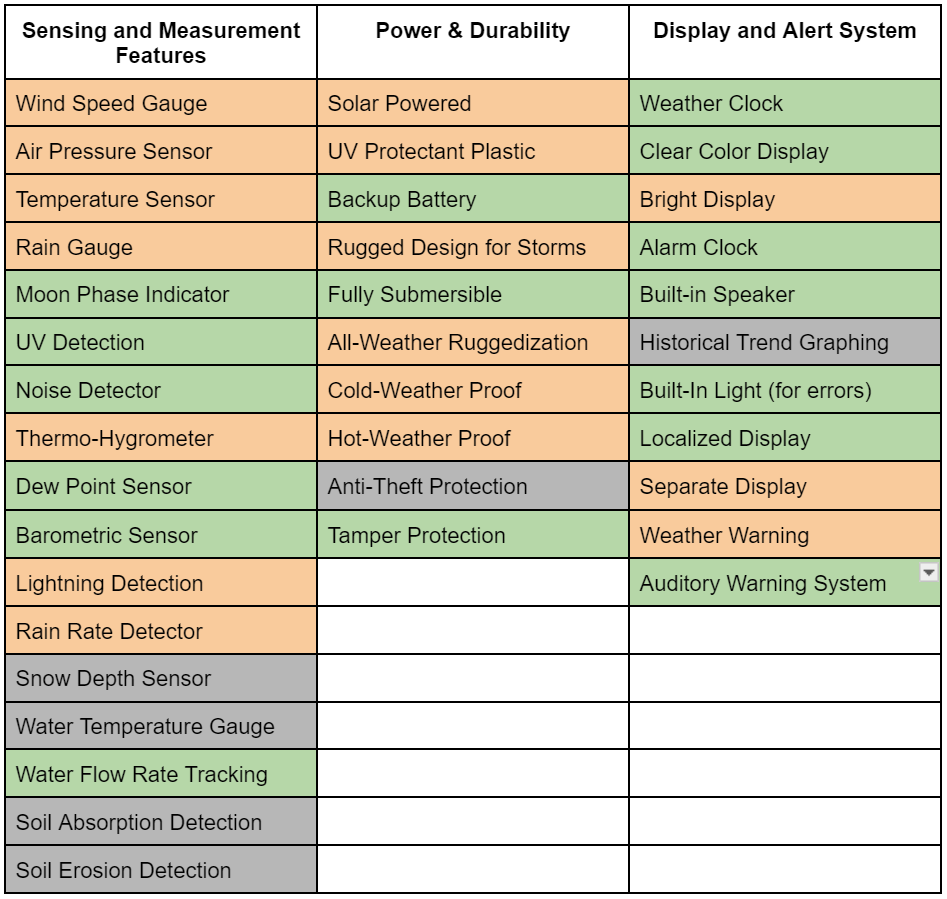 Sensing and Measurement Features
Power & Durability
Display and Alert System
Wind Speed Gauge
Solar Powered
Weather Clock
Air Pressure Sensor
UV Protectant Plastic
Clear Color Display
Temperature Sensor
Backup Battery
Bright Display
Rain Gauge
Rugged Design for Storms
Alarm Clock
Moon Phase Indicator
Fully Submersible
Built-in Speaker
UV Detection
All-Weather Ruggedization
Historical Trend Graphing
Noise Detector
Cold-Weather Proof
Built-In Light (for errors)
Thermo-Hygrometer
Hot-Weather Proof
Localized Display
Dew Point Sensor
Anti-Theft Protection
Separate Display
Barometric Sensor
Tamper Protection
Weather Warning
Lightning Detection
Auditory Warning System
Rain Rate Detector
Snow Depth Sensor
Water Temperature Gauge
Water Flow Rate Tracking
Soil Absorption Detection
Soil Erosion Detection